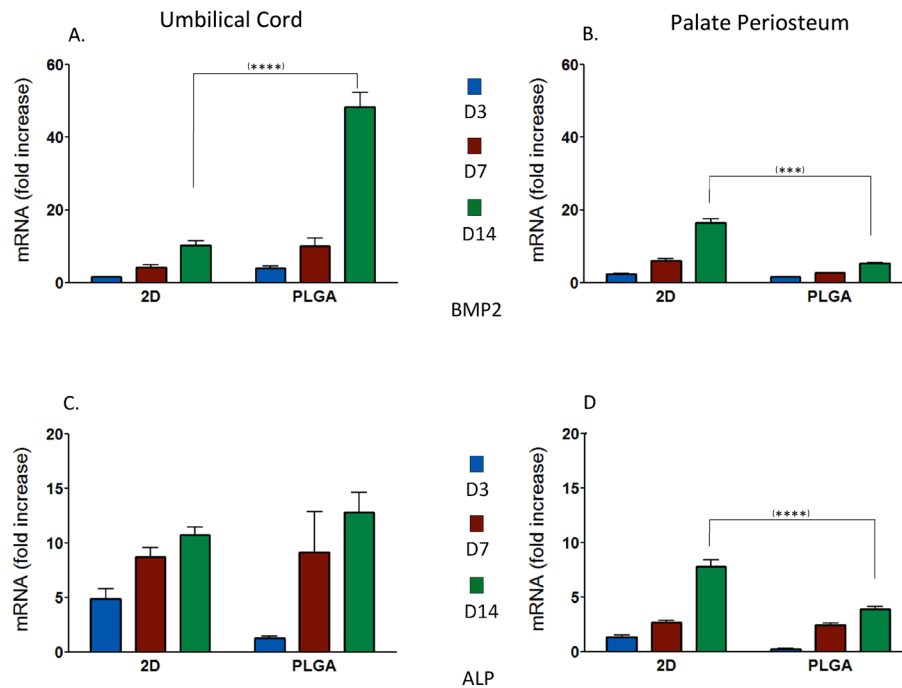 Umbilical Cord
Palate Periosteum
A.
mRNA (fold increase)
60
40
20
0
(****)
2D
PLGA
D3
D7
D14
BMP2
B.
mRNA (fold increase)
60
40
20
0
(***)
2D
PLGA
C.
mRNA (fold increase)
20
15
10
5
0
2D
PLGA
D3
D7
D14
ALP
D
mRNA (fold increase)
20
15
10
5
0
(****)
2D
PLGA